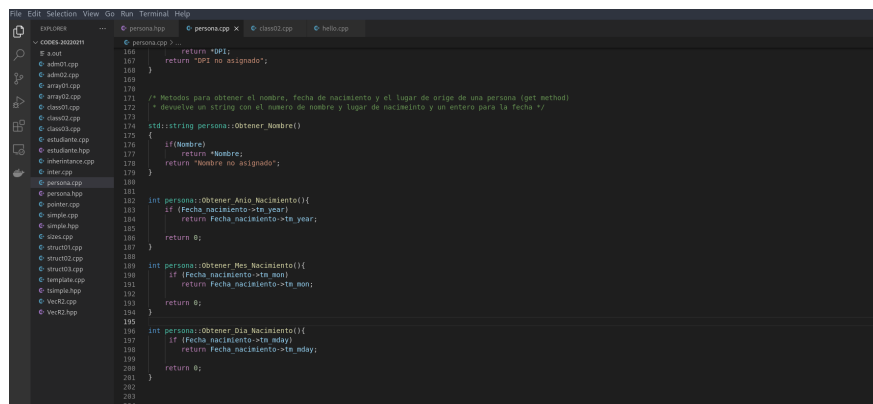 File Edit Selection View Go Run Terminal Help
EXPLORER ...
CODES-20220211
a.out
adm01.cpp
adm02.cpp
array01.cpp
array02.cpp
class01.cpp
class02.cpp
class03.cpp
estudiante.cpp
estudiante.hpp
inherintance.cpp
inter.cpp
persona.cpp
persona.hpp
pointer.cpp
simple.cpp
simple.hpp
sizes.cpp
struct01.cpp
struct02.cpp
struct03.cpp
template.cpp
tsimple.hpp
VecR2.cpp
VecR2.hpp
persona.hpp persona.cpp × class02.cpp hello.cpp
persona.cpp > ...
166 return *DPI;
167 return "DPI no asignado";
168 }
169
170
171 /* Metodos para obtener el nombre, fecha de nacimiento y el lugar de orige de una persona (get method)
172 * devuelve un string con el numero de nombre y lugar de nacimeinto y un entero para la fecha */
173
174 std::string persona::Obtener_Nombre()
175 {
176 if(Nombre)
177 return *Nombre;
178 return "Nombre no asignado";
179 }
180
181
182 int persona::Obtener_Anio_Nacimiento(){
183 if (Fecha_nacimiento->tm_year)
184 return Fecha_nacimiento->tm_year;
185
186 return 0;
187 }
188
189 int persona::Obtener_Mes_Nacimiento(){
190 if (Fecha_nacimiento->tm_mon)
191 return Fecha_nacimiento->tm_mon;
192
193 return 0;
194 }
195
196 int persona::Obtener_Dia_Nacimiento(){
197 if (Fecha_nacimiento->tm_mday)
198 return Fecha_nacimiento->tm_mday;
199
200 return 0;
201 }
202
203